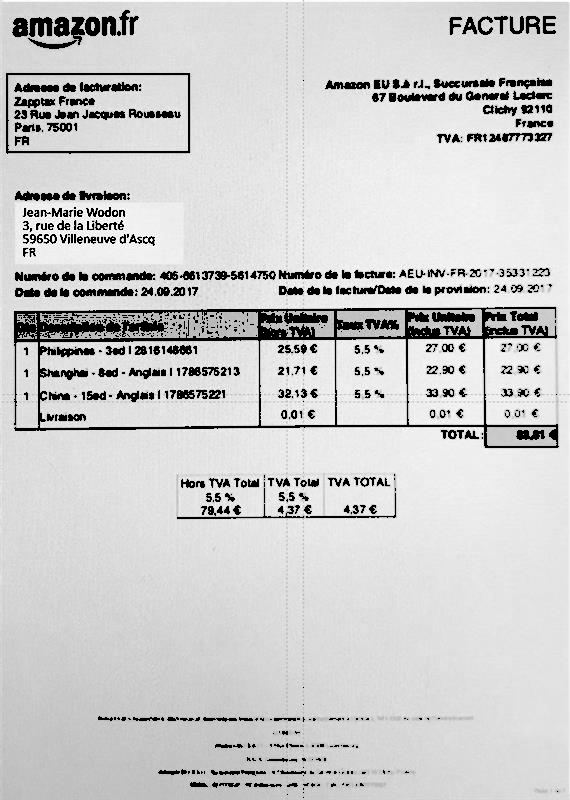 amazon.fr
FACTURE
Adresse de facturation:
Zapptax France
23 Rue Jean Jacques Rousseau
Paris, 75001
FR
Amazon EU S.à r.l., Succursale Française
67 Boulevard du General Leclerc
Clichy 92110
France
TVA: FR12487773327
Adresse de livraison:
Jean-Marie Wodon
3, rue de la Liberté
59650 Villeneuve d'Ascq
FR
Numéro de la commande: 405-6613739-5614750 Numéro de la facture: AEU-INV-FR-2017-35331223
Date de la commande: 24.09.2017 Date de la facture/Date de la provision: 24.09.2017
Prix Unitaire (hors TVA) Taux TVA% Prix Unitaire (inclus TVA) Prix Total (inclus TVA)
1 Philippines - 3ed | 2816148661 25,59 € 5,5 % 27,00 € 27,00 €
1 Shanghai - 8ed - Anglais | 1786575213 21,71 € 5,5 % 22,90 € 22,90 €
1 China - 15ed - Anglais | 1786575221 32,13 € 5,5 % 33,90 € 33,90 €
Livraison 0,01 € 0,01 € 0,01 €
TOTAL: 83,81 €
Hors TVA Total TVA Total TVA TOTAL
5,5 % 5,5 %
79,44 € 4,37 € 4,37 €